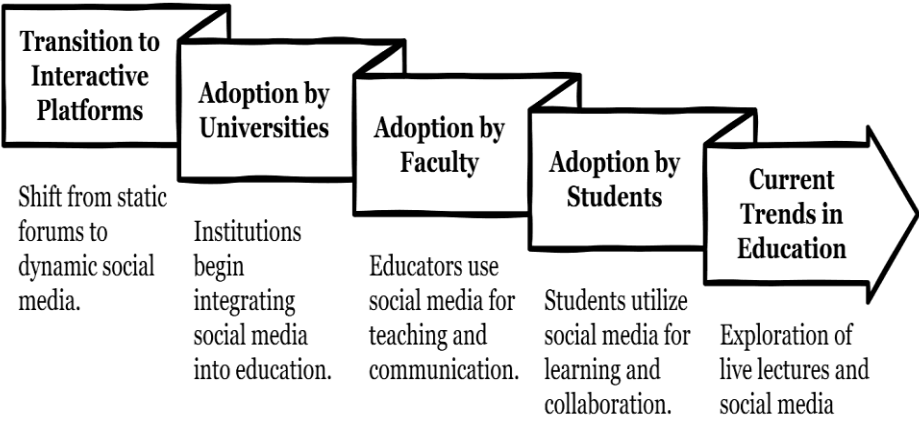 Transition to
Interactive
Platforms
Shift from static
forums to
dynamic social
media.
Adoption by
Universities
Institutions
begin
integrating
social media
into education.
Adoption by
Faculty
Educators use
social media for
teaching and
communication.
Adoption by
Students
Students utilize
social media for
learning and
collaboration.
Current
Trends in
Education
Exploration of
live lectures and
social media